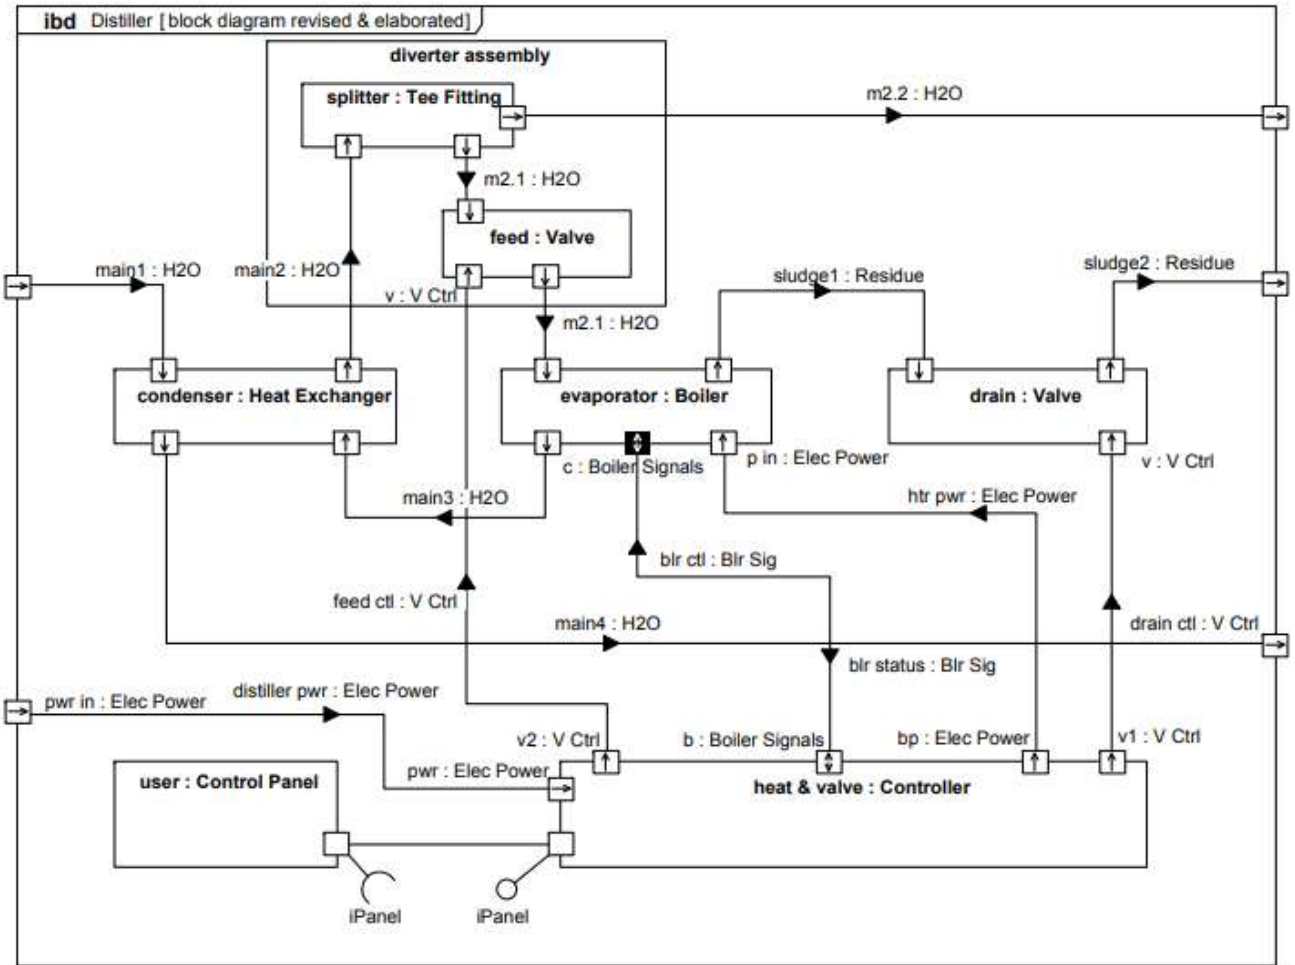 ibd Distiller [ block diagram revised & elaborated]
diverter assembly
splitter : Tee Fitting
m2.2 : H2O
m2.1 : H2O
feed : Valve
main1 : H2O
main2 : H2O
v : V Ctrl
sludge1 : Residue
sludge2 : Residue
m2.1 : H2O
condenser : Heat Exchanger
evaporator : Boiler
drain : Valve
c : Boiler Signals
p in : Elec Power
v : V Ctrl
main3 : H2O
htr pwr : Elec Power
blr ctl : Blr Sig
feed ctl : V Ctrl
main4 : H2O
drain ctl : V Ctrl
blr status : Blr Sig
pwr in : Elec Power
distiller pwr : Elec Power
v2 : V Ctrl
b : Boiler Signals
bp : Elec Power
v1 : V Ctrl
pwr : Elec Power
user : Control Panel
heat & valve : Controller
iPanel
iPanel